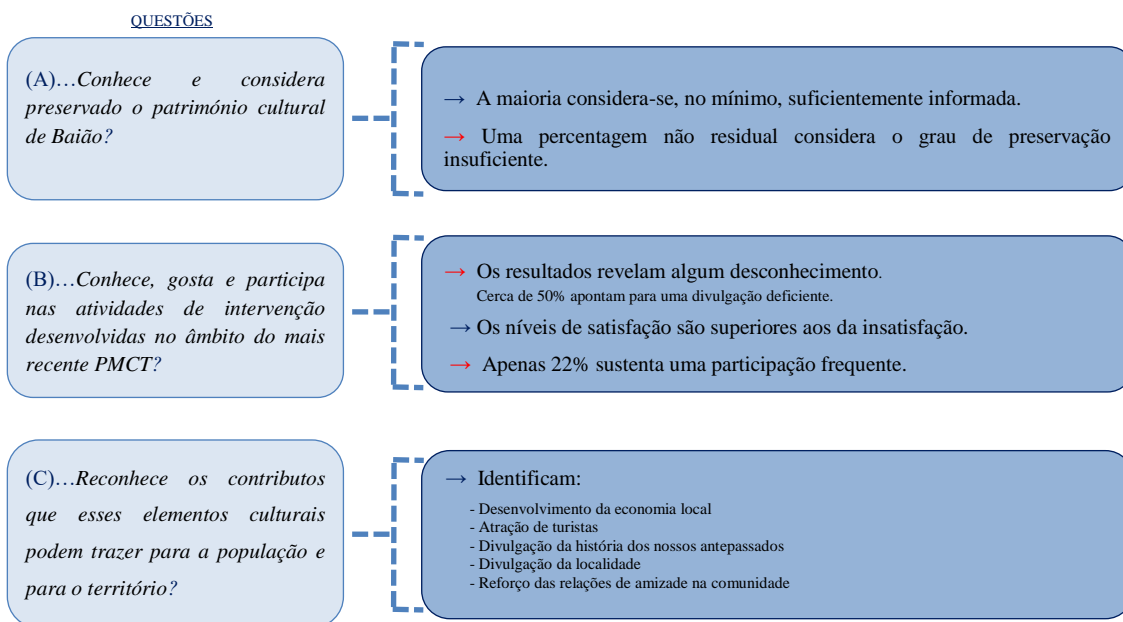 QUESTÕES
(A)…Conhece e considera
preservado o património cultural
de Baião?
→ A maioria considera-se, no mínimo, suficientemente informada.
→ Uma percentagem não residual considera o grau de preservação
insuficiente.
(B)…Conhece, gosta e participa
nas atividades de intervenção
desenvolvidas no âmbito do mais
recente PMCT?
→ Os resultados revelam algum desconhecimento.
Cerca de 50% apontam para uma divulgação deficiente.
→ Os níveis de satisfação são superiores aos da insatisfação.
→ Apenas 22% sustenta uma participação frequente.
(C)…Reconhece os contributos
que esses elementos culturais
podem trazer para a população e
para o território?
→ Identificam:
- Desenvolvimento da economia local
- Atração de turistas
- Divulgação da história dos nossos antepassados
- Divulgação da localidade
- Reforço das relações de amizade na comunidade